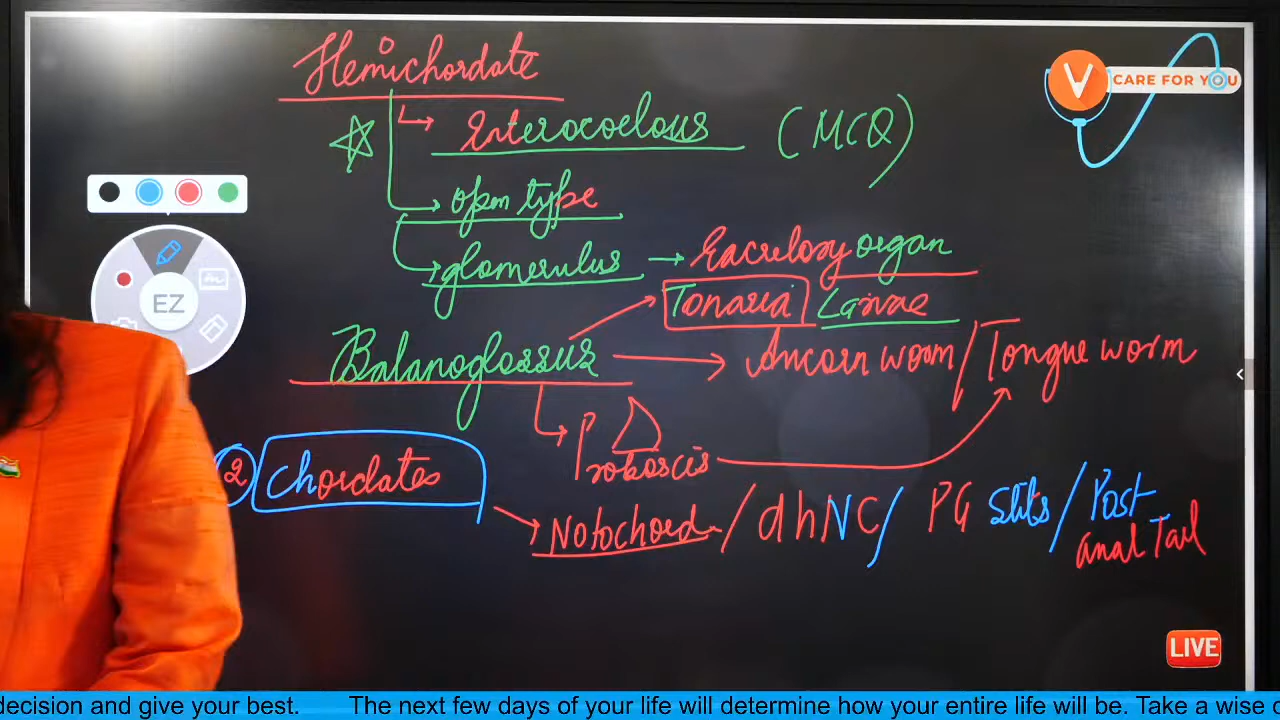 Hemichordate
V CARE FOR YOU
Enterocoelous (MCQ)
open type
EZ
glomerulus → Excretory organ
Tonaria Larvae
Balanoglossus → Ancorn worm/Tongue worm
Proboscis
2 Chordates
Notochord / dhNC / PG Slits / Post
anal Tail
LIVE
decision and give your best. The next few days of your life will determine how your entire life will be. Take a wise